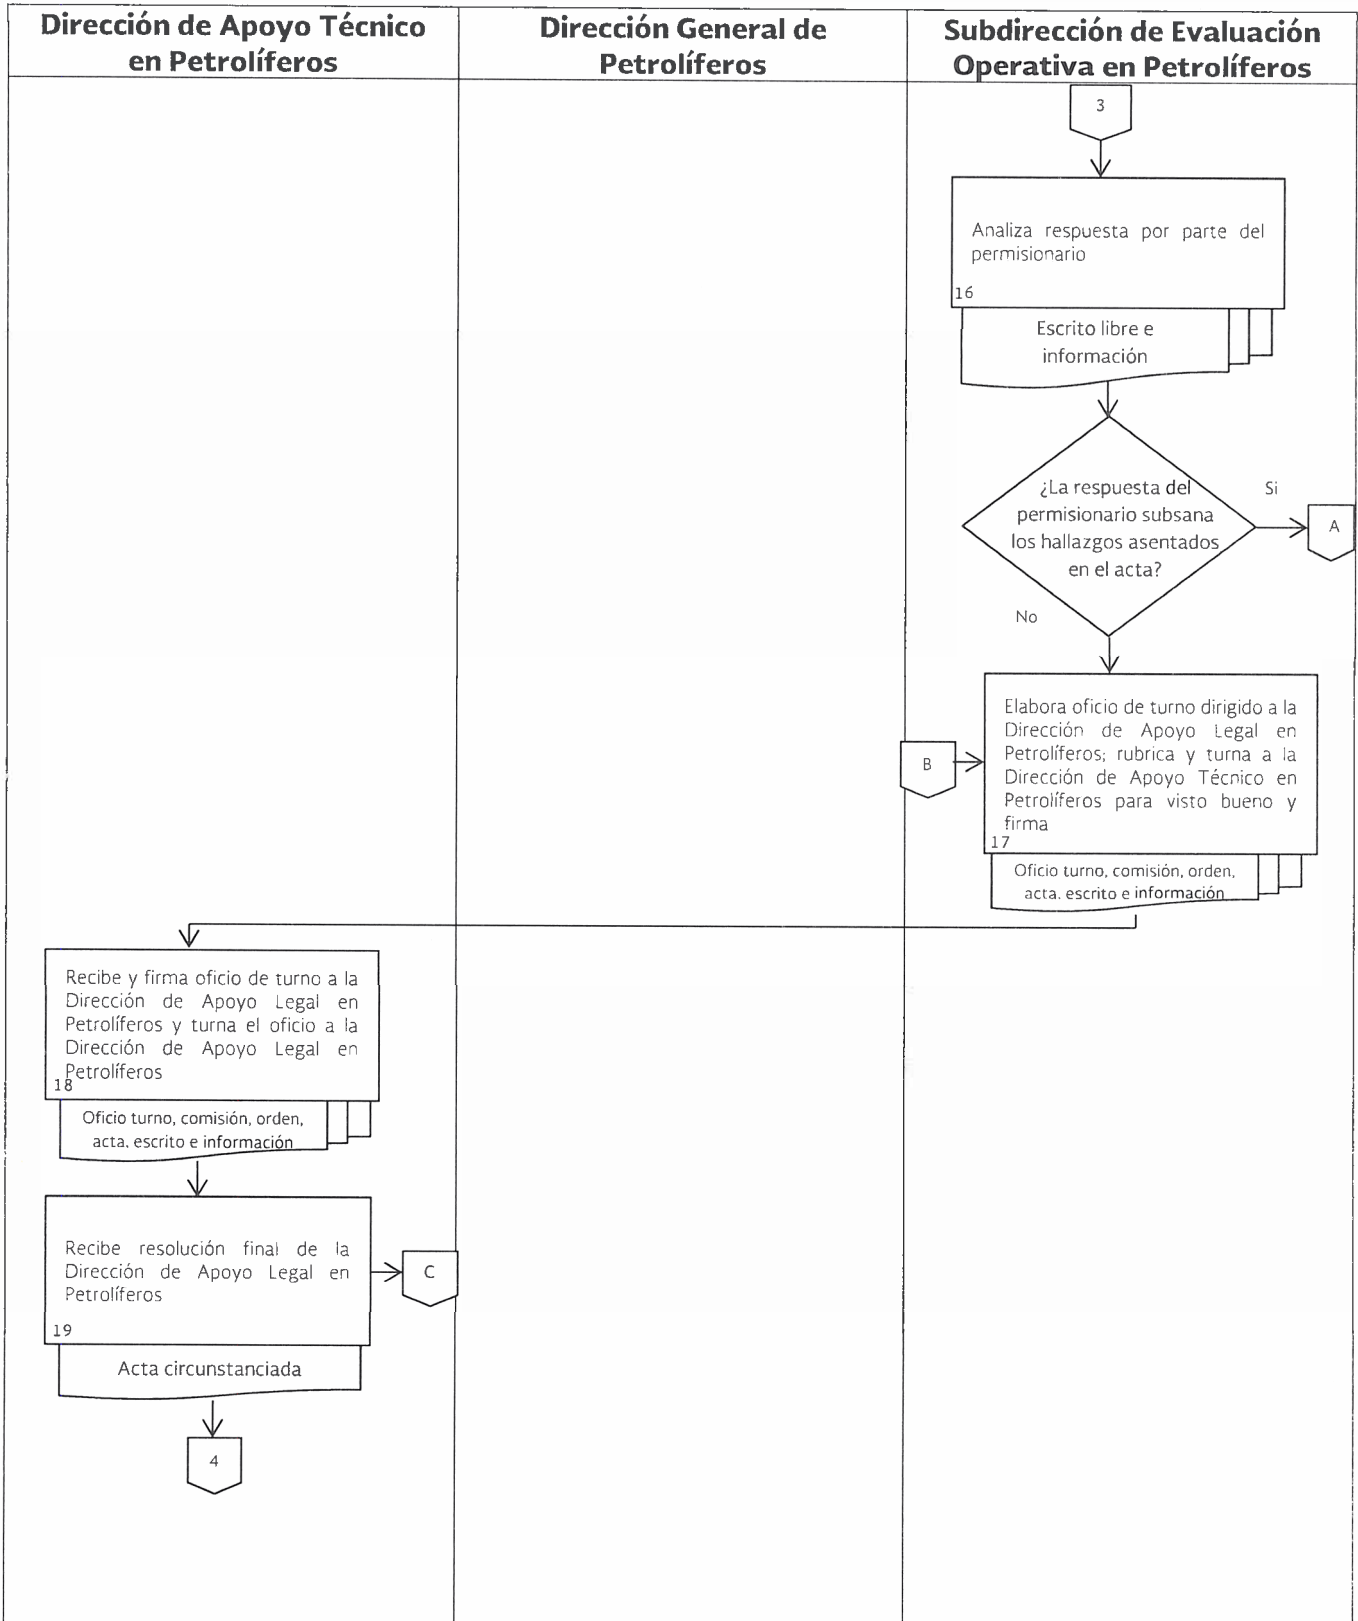 Dirección de Apoyo Técnico
en Petrolíferos
Dirección General de
Petrolíferos
Subdirección de Evaluación
Operativa en Petrolíferos
3
Analiza respuesta por parte del
permisionario
16
Escrito libre e
información
¿La respuesta del
permisionario subsana
los hallazgos asentados
en el acta?
Si
A
No
B
Elabora oficio de turno dirigido a la
Dirección de Apoyo Legal en
Petrolíferos; rubrica y turna a la
Dirección de Apoyo Técnico en
Petrolíferos para visto bueno y
firma
17
Oficio turno, comisión, orden,
acta, escrito e información
Recibe y firma oficio de turno a la
Dirección de Apoyo Legal en
Petrolíferos y turna el oficio a la
Dirección de Apoyo Legal en
Petrolíferos
18
Oficio turno, comisión, orden,
acta, escrito e información
Recibe resolución final de la
Dirección de Apoyo Legal en
Petrolíferos
19
C
Acta circunstanciada
4